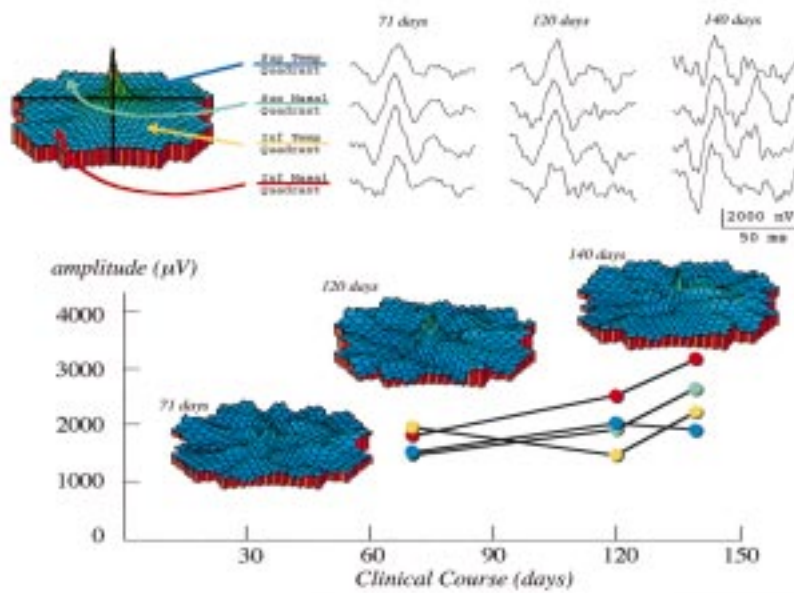 71 days
120 days
140 days
Sup Temp
Quadrant
Sup Nasal
Quadrant
Inf Temp
Quadrant
Inf Nasal
Quadrant
2000 nV
50 ms
amplitude (µV)
140 days
120 days
71 days
4000
3000
2000
1000
0
30
60
90
120
150
Clinical Course (days)